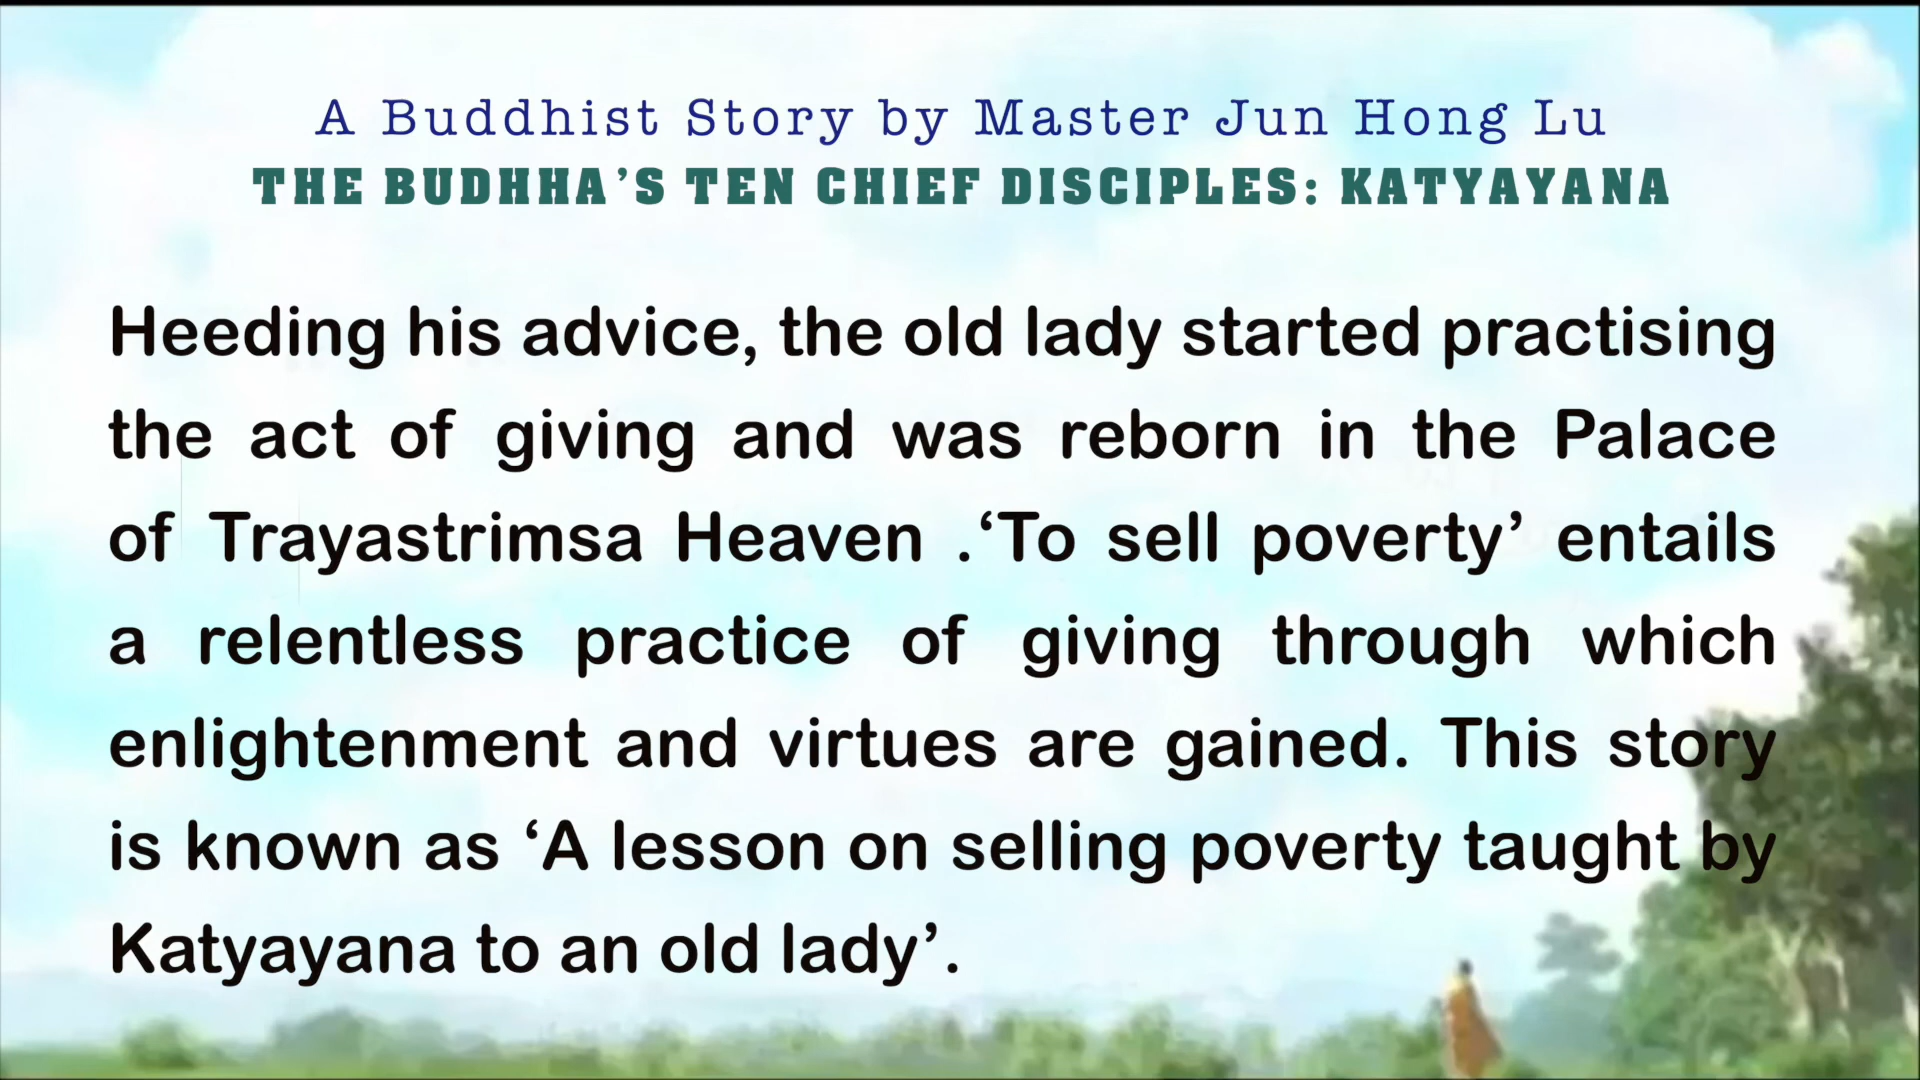 A Buddhist Story by Master Jun Hong Lu
THE BUDHHA’S TEN CHIEF DISCIPLES: KATYAYANA
Heeding his advice, the old lady started practising
the act of giving and was reborn in the Palace
of Trayastrimsa Heaven .‘To sell poverty’ entails
a relentless practice of giving through which
enlightenment and virtues are gained. This story
is known as ‘A lesson on selling poverty taught by
Katyayana to an old lady’.